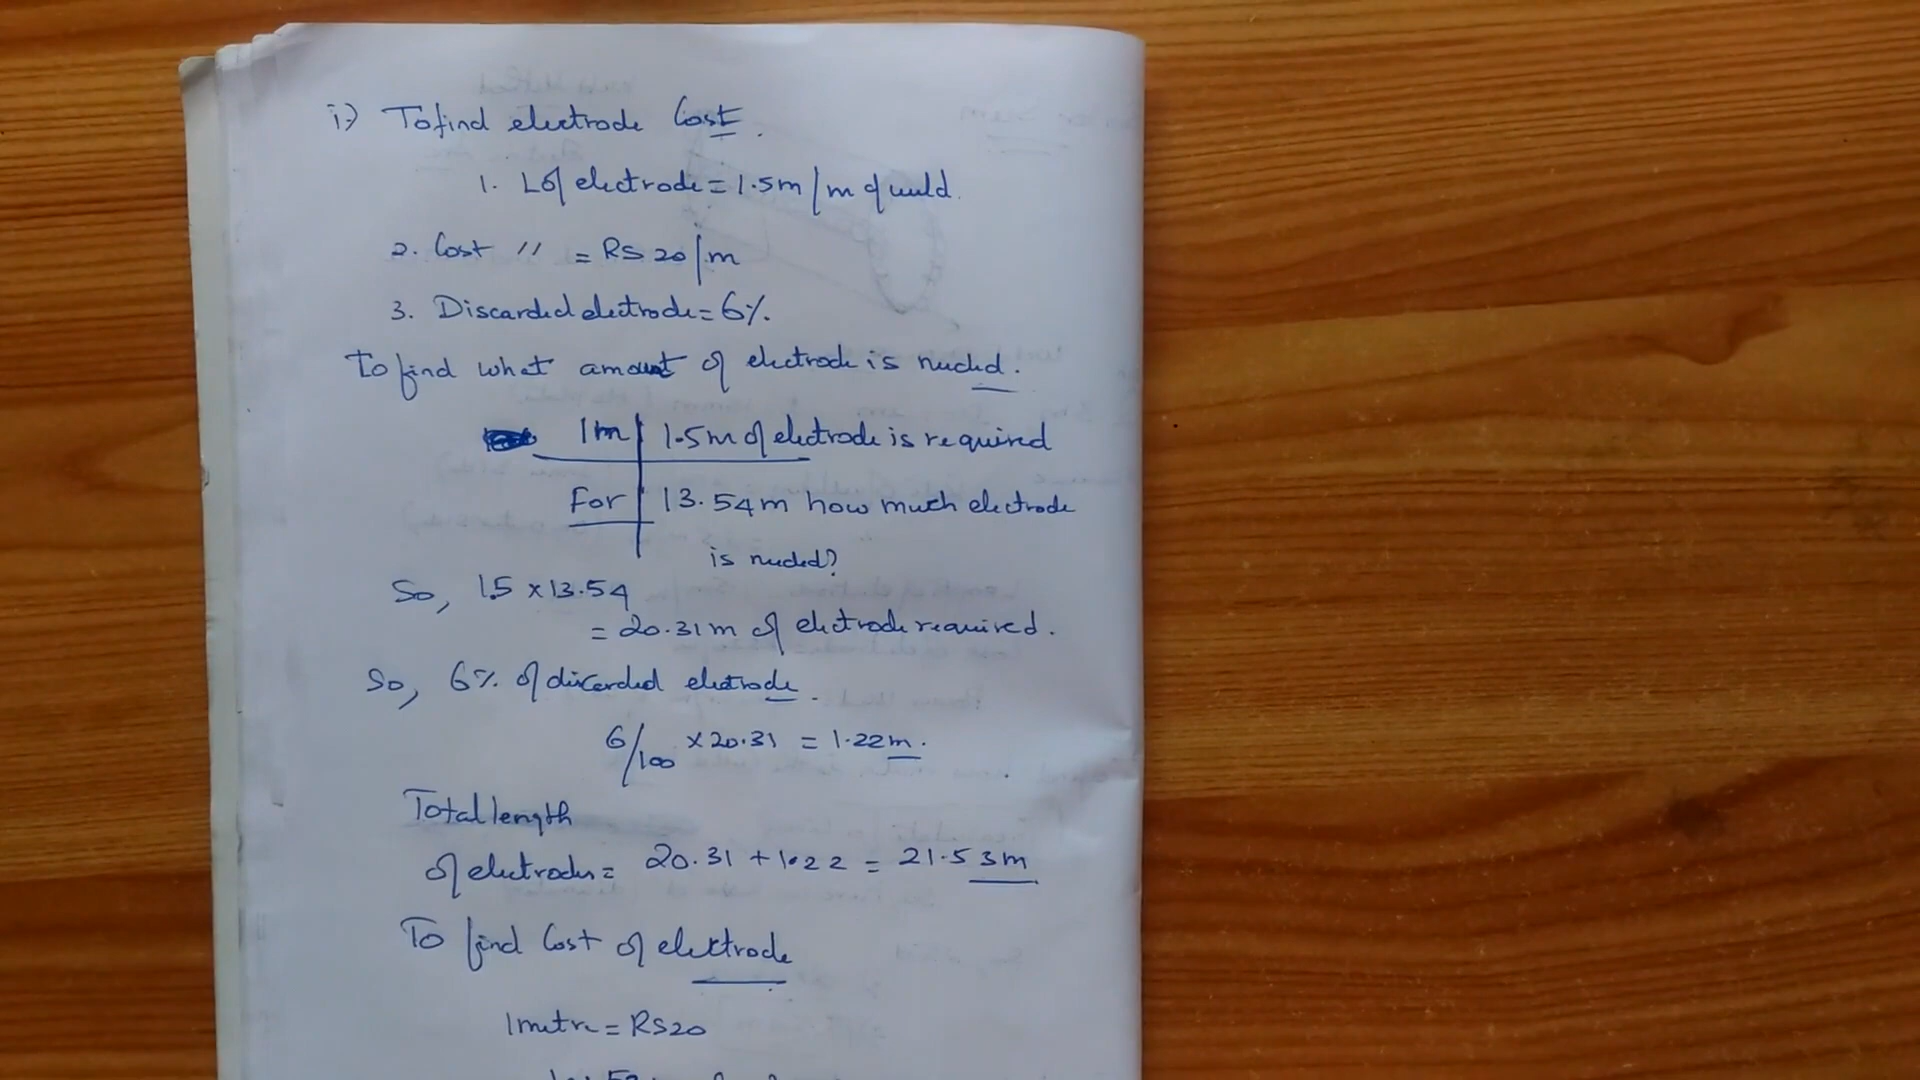 i) To find electrode Cost.
1. L of electrode = 1.5m/m of weld.
2. Cost " = RS 20/m
3. Discarded electrode = 6%.
To find what amount of electrode is needed.
1m | 1.5m of electrode is required
For | 13.54m how much electrode
is needed?
So, 1.5 x 13.54
= 20.31m of electrode required.
So, 6% of discarded electrode.
6/100 x 20.31 = 1.22m.
Total length
of electrodes = 20.31 + 1.22 = 21.53m
To find Cost of electrode
1 metre = RS 20